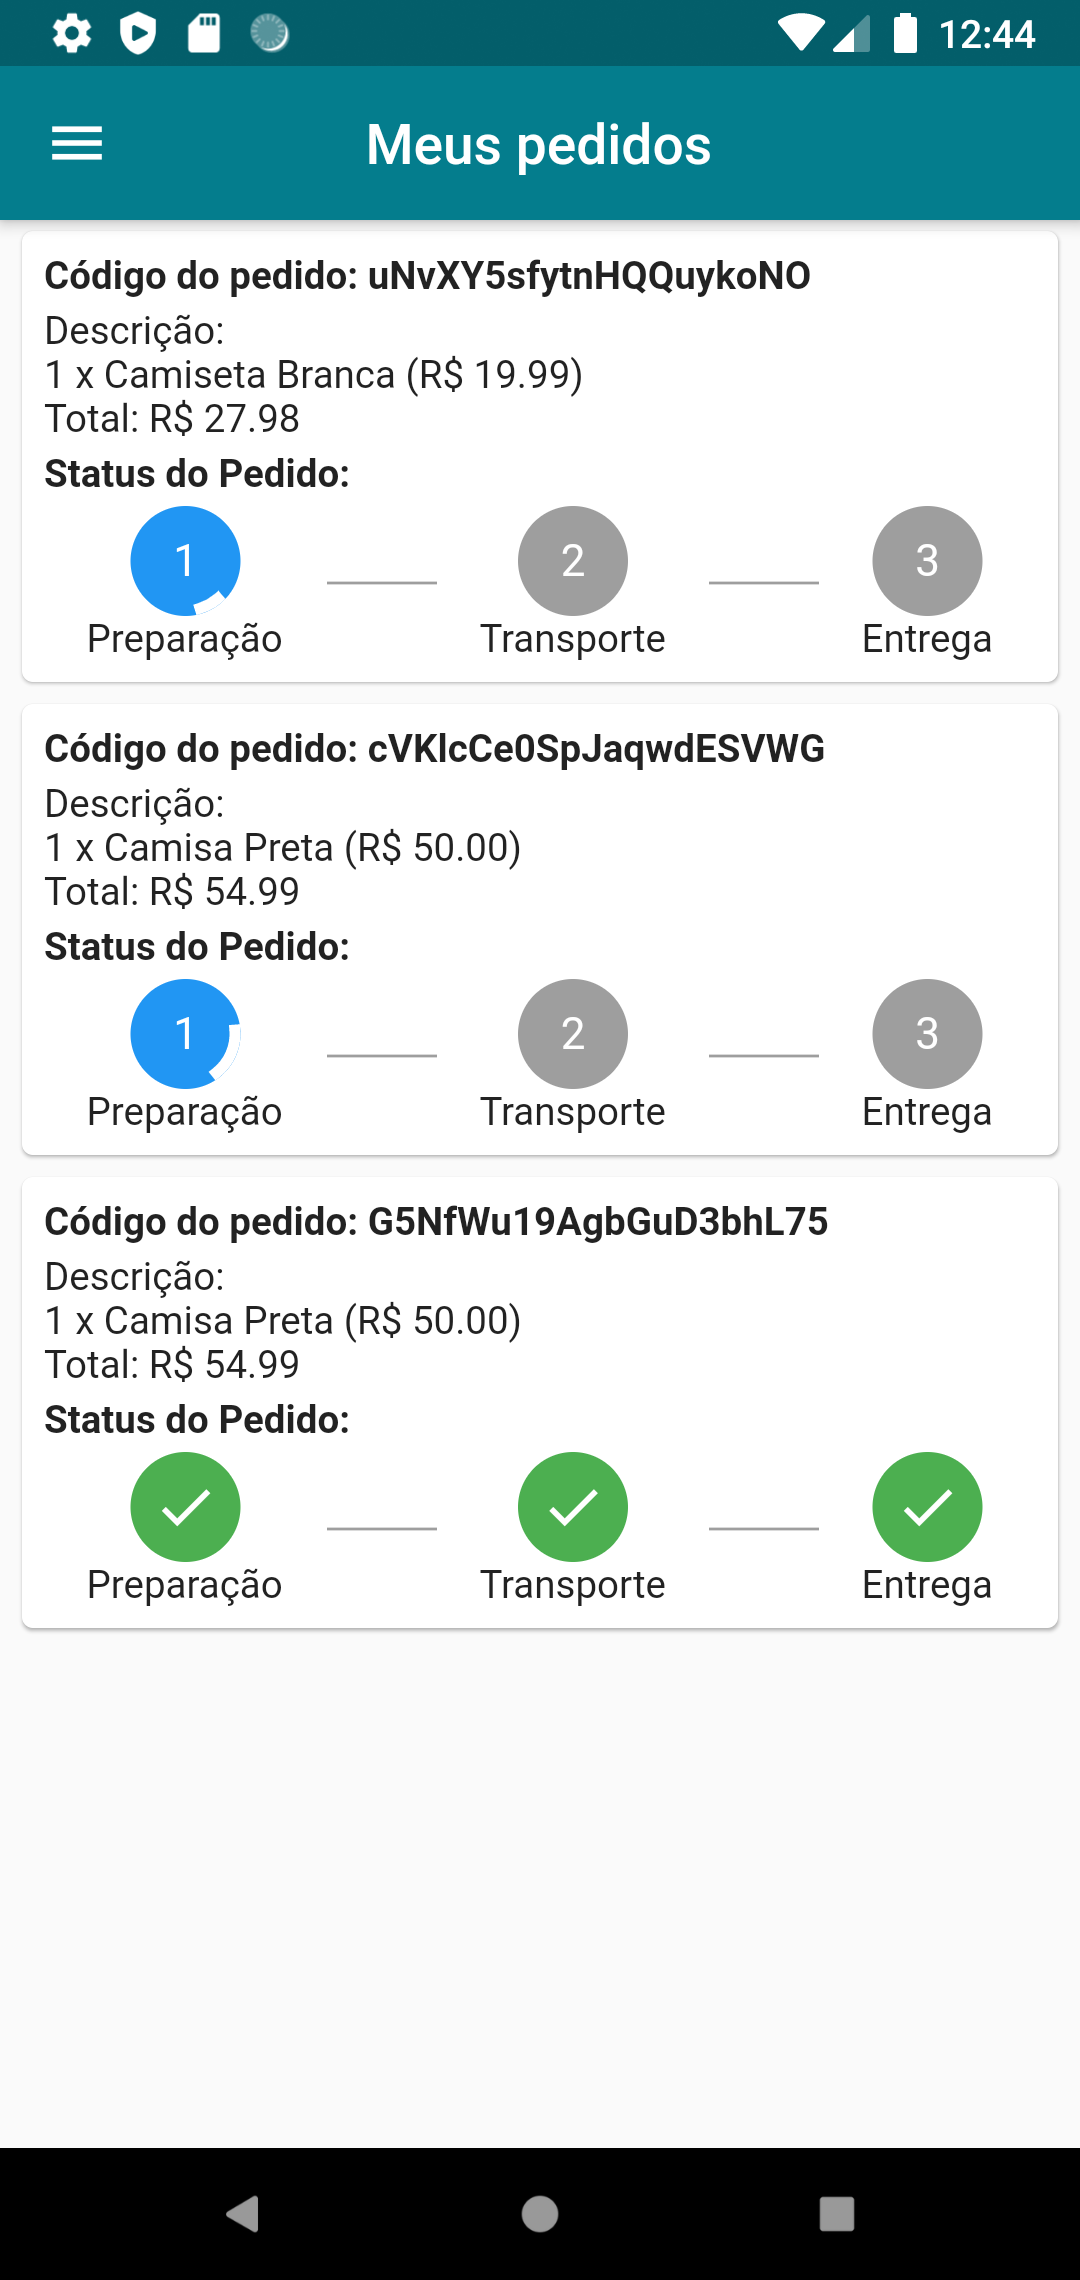 12:44
Meus pedidos
Código do pedido: uNvXY5sfytnHQQuykoNO
Descrição:
1 x Camiseta Branca (R$ 19.99)
Total: R$ 27.98
Status do Pedido:
1 2 3
Preparação Transporte Entrega
Código do pedido: cVKlcCe0SpJaqwdESVWG
Descrição:
1 x Camisa Preta (R$ 50.00)
Total: R$ 54.99
Status do Pedido:
1 2 3
Preparação Transporte Entrega
Código do pedido: G5NfWu19AgbGuD3bhL75
Descrição:
1 x Camisa Preta (R$ 50.00)
Total: R$ 54.99
Status do Pedido:
Preparação Transporte Entrega